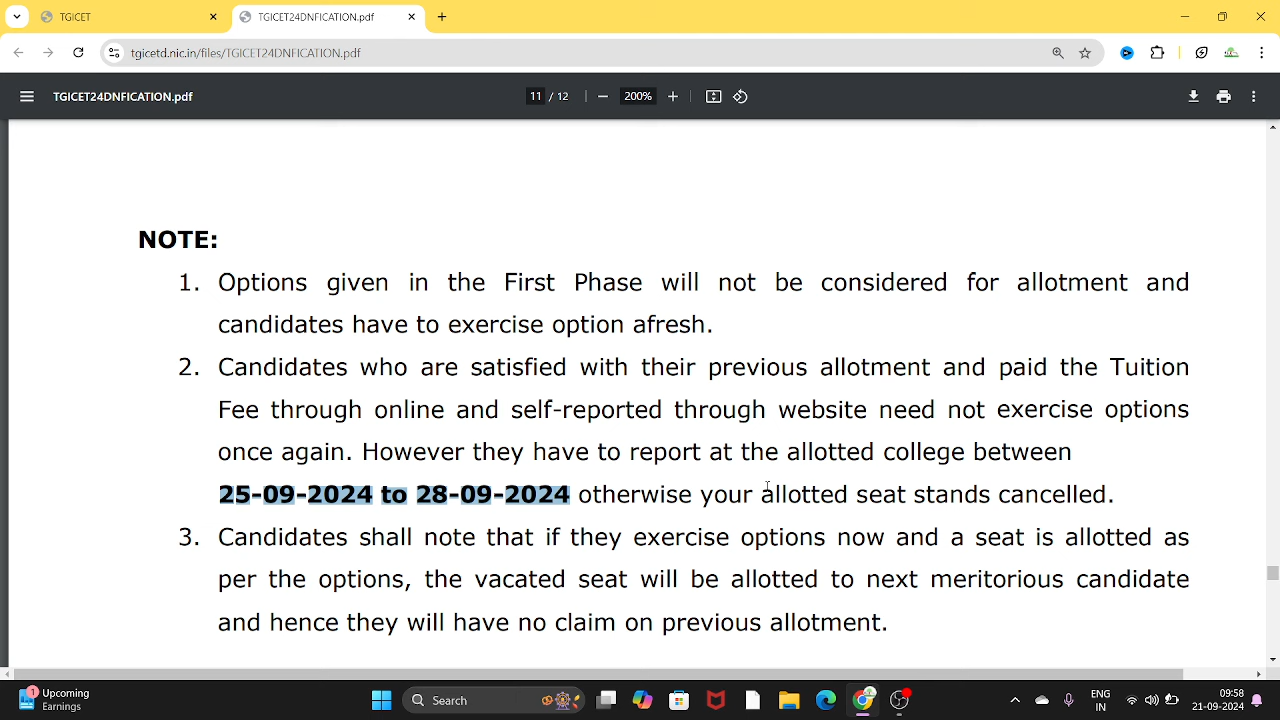 TGICET
TGICET24DNFICATION.pdf
tgicetd.nic.in/files/TGICET24DNFICATION.pdf
TGICET24DNFICATION.pdf
11 / 12
200%
NOTE:
1. Options given in the First Phase will not be considered for allotment and
candidates have to exercise option afresh.
2. Candidates who are satisfied with their previous allotment and paid the Tuition
Fee through online and self-reported through website need not exercise options
once again. However they have to report at the allotted college between
25-09-2024 to 28-09-2024 otherwise your allotted seat stands cancelled.
3. Candidates shall note that if they exercise options now and a seat is allotted as
per the options, the vacated seat will be allotted to next meritorious candidate
and hence they will have no claim on previous allotment.
1
Upcoming
Earnings
Search
ENG
IN
09:58
21-09-2024